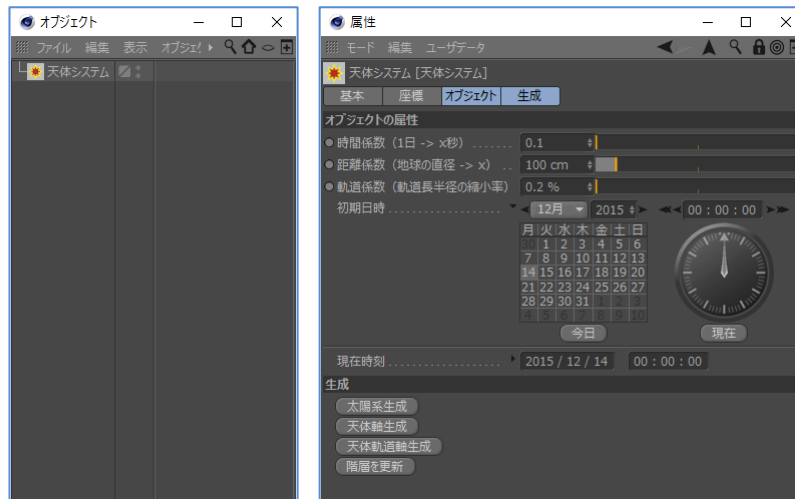 オブジェクト
ファイル 編集 表示 オブジェ
天体システム
属性
モード 編集 ユーザデータ
天体システム [天体システム]
基本 座標 オブジェクト 生成
オブジェクトの属性
時間係数（1日 -> x秒） ....... 0.1
距離係数（地球の直径 -> x） .. 100 cm
軌道係数（軌道長半径の縮小率） 0.2 %
初期日時 ................... 12月 2015 00 : 00 : 00
月 火 水 木 金 土 日
30 1 2 3 4 5 6
7 8 9 10 11 12 13
14 15 16 17 18 19 20
21 22 23 24 25 26 27
28 29 30 31 1 2 3
4 5 6 7 8 9 10
今日 現在
現在時刻 ................... 2015 / 12 / 14 00 : 00 : 00
生成
太陽系生成
天体軸生成
天体軌道軸生成
階層を更新